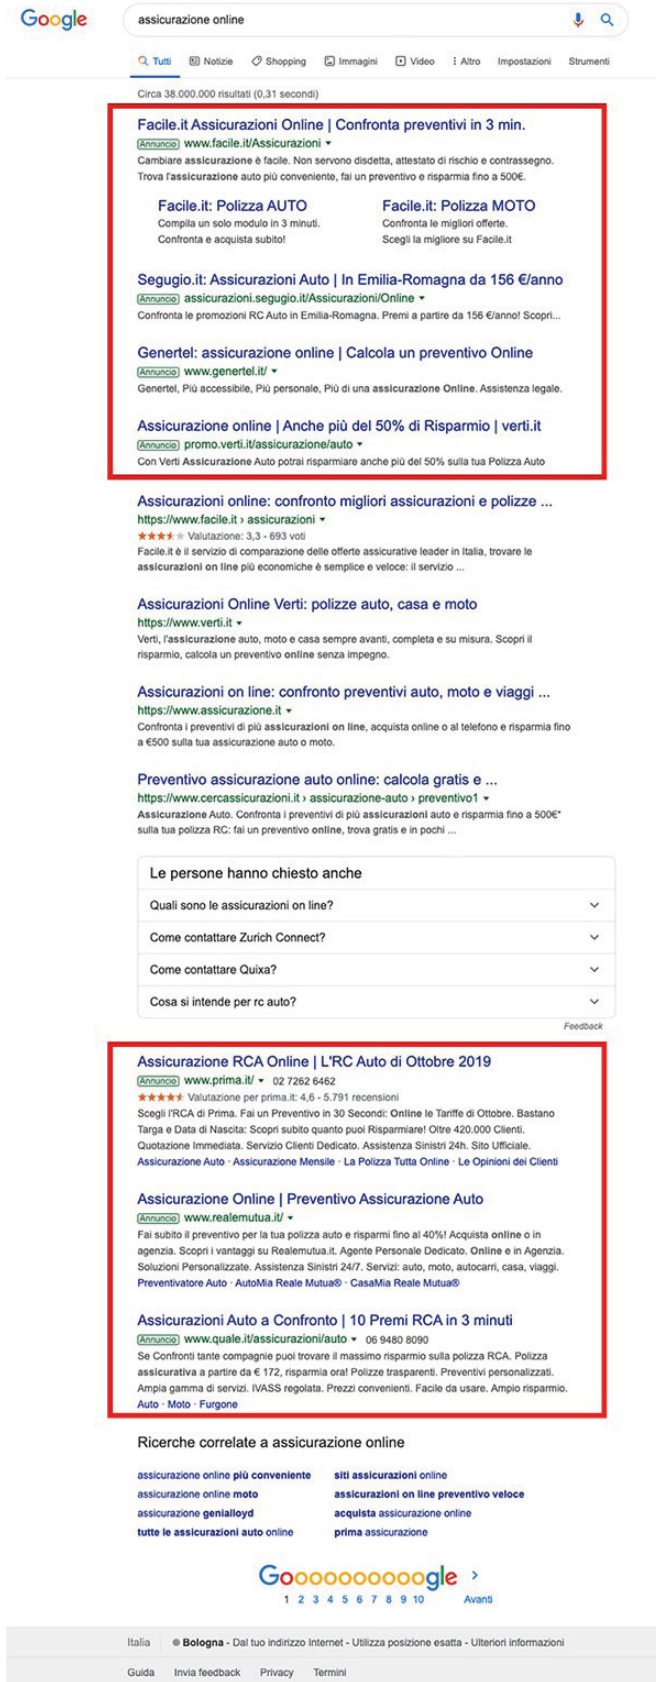 Google
assicurazione online
Tutti Notizie Shopping Immagini Video Altro Impostazioni Strumenti
Circa 38.000.000 risultati (0,31 secondi)
Facile.it Assicurazioni Online | Confronta preventivi in 3 min.
Annuncio www.facile.it/Assicurazioni
Cambiare assicurazione è facile. Non servono disdetta, attestato di rischio e contrassegno.
Trova l'assicurazione auto più conveniente, fai un preventivo e risparmia fino a 500€.
Facile.it: Polizza AUTO
Compila un solo modulo in 3 minuti.
Confronta e acquista subito!
Facile.it: Polizza MOTO
Confronta le migliori offerte.
Scegli la migliore su Facile.it
Segugio.it: Assicurazioni Auto | In Emilia-Romagna da 156 €/anno
Annuncio assicurazioni.segugio.it/Assicurazioni/Online
Confronta le promozioni RC Auto in Emilia-Romagna. Premi a partire da 156 €/anno! Scopri...
Genertel: assicurazione online | Calcola un preventivo Online
Annuncio www.genertel.it/
Genertel, Più accessibile, Più personale, Più di una assicurazione Online. Assistenza legale.
Assicurazione online | Anche più del 50% di Risparmio | verti.it
Annuncio promo.verti.it/assicurazione/auto
Con Verti Assicurazione Auto potrai risparmiare anche più del 50% sulla tua Polizza Auto
Assicurazioni online: confronto migliori assicurazioni e polizze ...
https://www.facile.it › assicurazioni
Valutazione: 3,3 - 693 voti
Facile.it è il servizio di comparazione delle offerte assicurative leader in Italia, trovare le
assicurazioni on line più economiche è semplice e veloce: il servizio ...
Assicurazioni Online Verti: polizze auto, casa e moto
https://www.verti.it
Verti, l'assicurazione auto, moto e casa sempre avanti, completa e su misura. Scopri il
risparmio, calcola un preventivo online senza impegno.
Assicurazioni on line: confronto preventivi auto, moto e viaggi ...
https://www.assicurazione.it
Confronta i preventivi di più assicurazioni on line, acquista online o al telefono e risparmia fino
a €500 sulla tua assicurazione auto o moto.
Preventivo assicurazione auto online: calcola gratis e ...
https://www.cercassicurazioni.it › assicurazione-auto › preventivo1
Assicurazione Auto. Confronta i preventivi di più assicurazioni auto e risparmia fino a 500€*
sulla tua polizza RC: fai un preventivo online, trova gratis e in pochi ...
Le persone hanno chiesto anche
Quali sono le assicurazioni on line?
Come contattare Zurich Connect?
Come contattare Quixa?
Cosa si intende per rc auto?
Feedback
Assicurazione RCA Online | L'RC Auto di Ottobre 2019
Annuncio www.prima.it/ 02 7262 6462
Valutazione per prima.it: 4,6 - 5.791 recensioni
Scegli l'RCA di Prima. Fai un Preventivo in 30 Secondi: Online le Tariffe di Ottobre. Bastano
Targa e Data di Nascita: Scopri subito quanto puoi Risparmiare! Oltre 420.000 Clienti.
Quotazione Immediata. Servizio Clienti Dedicato. Assistenza Sinistri 24h. Sito Ufficiale.
Assicurazione Auto · Assicurazione Mensile · La Polizza Tutta Online · Le Opinioni dei Clienti
Assicurazione Online | Preventivo Assicurazione Auto
Annuncio www.realemutua.it/
Fai subito il preventivo per la tua polizza auto e risparmi fino al 40%! Acquista online o in
agenzia. Scopri i vantaggi su Realemutua.it. Agente Personale Dedicato. Online e in Agenzia.
Soluzioni Personalizzate. Assistenza Sinistri 24/7. Servizi: auto, moto, autocarri, casa, viaggi.
Preventivatore Auto · AutoMia Reale Mutua® · CasaMia Reale Mutua®
Assicurazioni Auto a Confronto | 10 Premi RCA in 3 minuti
Annuncio www.quale.it/assicurazioni/auto 06 9480 8090
Se Confronti tante compagnie puoi trovare il massimo risparmio sulla polizza RCA. Polizza
assicurativa a partire da € 172, risparmia ora! Polizze trasparenti. Preventivi personalizzati.
Ampia gamma di servizi. IVASS regolata. Prezzi convenienti. Facile da usare. Ampio risparmio.
Auto · Moto · Furgone
Ricerche correlate a assicurazione online
assicurazione online più conveniente
assicurazione online moto
assicurazione genialloyd
tutte le assicurazioni auto online
siti assicurazioni online
assicurazioni on line preventivo veloce
acquista assicurazione online
prima assicurazione
Goooooooooogle
1 2 3 4 5 6 7 8 9 10 Avanti
Italia Bologna - Dal tuo indirizzo Internet - Utilizza posizione esatta - Ulteriori informazioni
Guida Invia feedback Privacy Termini